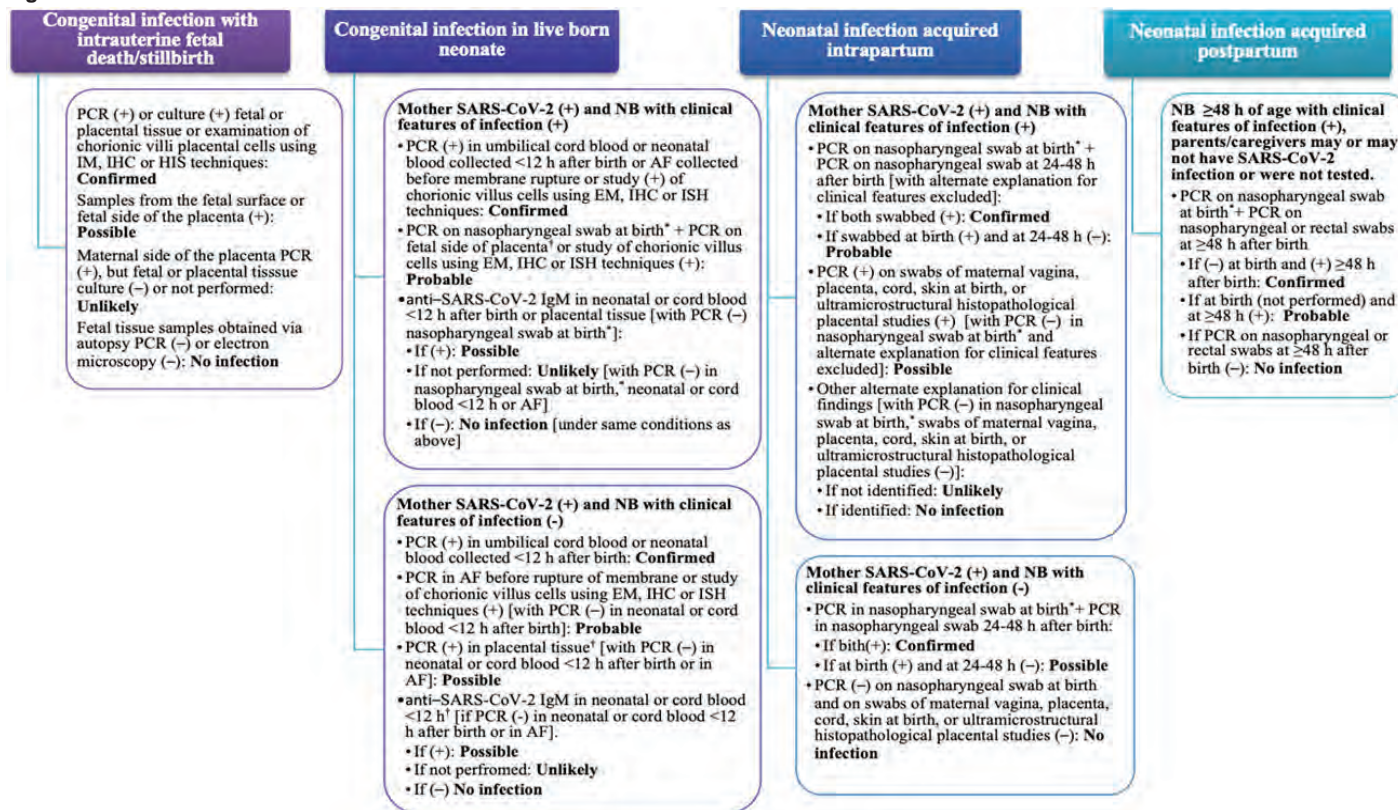 Congenital infection with
intrauterine fetal
death/stillbirth
PCR (+) or culture (+) fetal or
placental tissue or examination of
chorionic villi placental cells using
IM, IHC or HIS techniques:
Confirmed
Samples from the fetal surface or
fetal side of the placenta (+):
Possible
Maternal side of the placenta PCR
(+), but fetal or placental tisssue
culture (–) or not performed:
Unlikely
Fetal tissue samples obtained via
autopsy PCR (–) or electron
microscopy (–): No infection
Congenital infection in live born
neonate
Mother SARS-CoV-2 (+) and NB with clinical
features of infection (+)
• PCR (+) in umbilical cord blood or neonatal
blood collected <12 h after birth or AF collected
before membrane rupture or study (+) of
chorionic villus cells using EM, IHC or ISH
techniques: Confirmed
• PCR on nasopharyngeal swab at birth* + PCR on
fetal side of placenta† or study of chorionic villus
cells using EM, IHC or ISH techniques (+):
Probable
•anti–SARS-CoV-2 IgM in neonatal or cord blood
<12 h after birth or placental tissue [with PCR (–)
nasopharyngeal swab at birth*]:
• If (+): Possible
• If not performed: Unlikely [with PCR (–) in
nasopharyngeal swab at birth,* neonatal or cord
blood <12 h or AF]
• If (–): No infection [under same conditions as
above]
Mother SARS-CoV-2 (+) and NB with clinical
features of infection (-)
• PCR (+) in umbilical cord blood or neonatal
blood collected <12 h after birth: Confirmed
• PCR in AF before rupture of membrane or study
of chorionic villus cells using EM, IHC or ISH
techniques (+) [with PCR (–) in neonatal or cord
blood <12 h after birth]: Probable
• PCR (+) in placental tissue† [with PCR (–) in
neonatal or cord blood <12 h after birth or in
AF]: Possible
•anti–SARS-CoV-2 IgM in neonatal or cord blood
<12 h† [if PCR (-) in neonatal or cord blood <12
h after birth or in AF].
• If (+): Possible
• If not perfromed: Unlikely
• If (–) No infection
Neonatal infection acquired
intrapartum
Mother SARS-CoV-2 (+) and NB with
clinical features of infection (+)
• PCR on nasopharyngeal swab at birth* +
PCR on nasopharyngeal swab at 24-48 h
after birth [with alternate explanation for
clinical features excluded]:
• If both swabbed (+): Confirmed
• If swabbed at birth (+) and at 24-48 h (–):
Probable
• PCR (+) on swabs of maternal vagina,
placenta, cord, skin at birth, or
ultramicrostructural histopathological
placental studies (+) [with PCR (–) in
nasopharyngeal swab at birth* and
alternate explanation for clinical features
excluded]: Possible
• Other alternate explanation for clinical
findings [with PCR (–) in nasopharyngeal
swab at birth,* swabs of maternal vagina,
placenta, cord, skin at birth, or
ultramicrostructural histopathological
placental studies (–)]:
• If not identified: Unlikely
• If identified: No infection
Mother SARS-CoV-2 (+) and NB with
clinical features of infection (-)
• PCR in nasopharyngeal swab at birth*+ PCR
in nasopharyngeal swab 24-48 h after birth:
• If bith(+): Confirmed
• If at birth (+) and at 24-48 h (–): Possible
• PCR (–) on nasopharyngeal swab at birth
and on swabs of maternal vagina, placenta,
cord, skin at birth, or ultramicrostructural
histopathological placental studies (–): No
infection
Neonatal infection acquired
postpartum
NB ≥48 h of age with clinical
features of infection (+),
parents/caregivers may or may
not have SARS-CoV-2
infection or were not tested.
• PCR on nasopharyngeal swab
at birth*+ PCR on
nasopharyngeal or rectal swabs
at ≥48 h after birth
• If (–) at birth and (+) ≥48 h
after birth: Confirmed
• If at birth (not performed) and
at ≥48 h (+): Probable
• If PCR on nasopharyngeal or
rectal swabs at ≥48 h after
birth (–): No infection